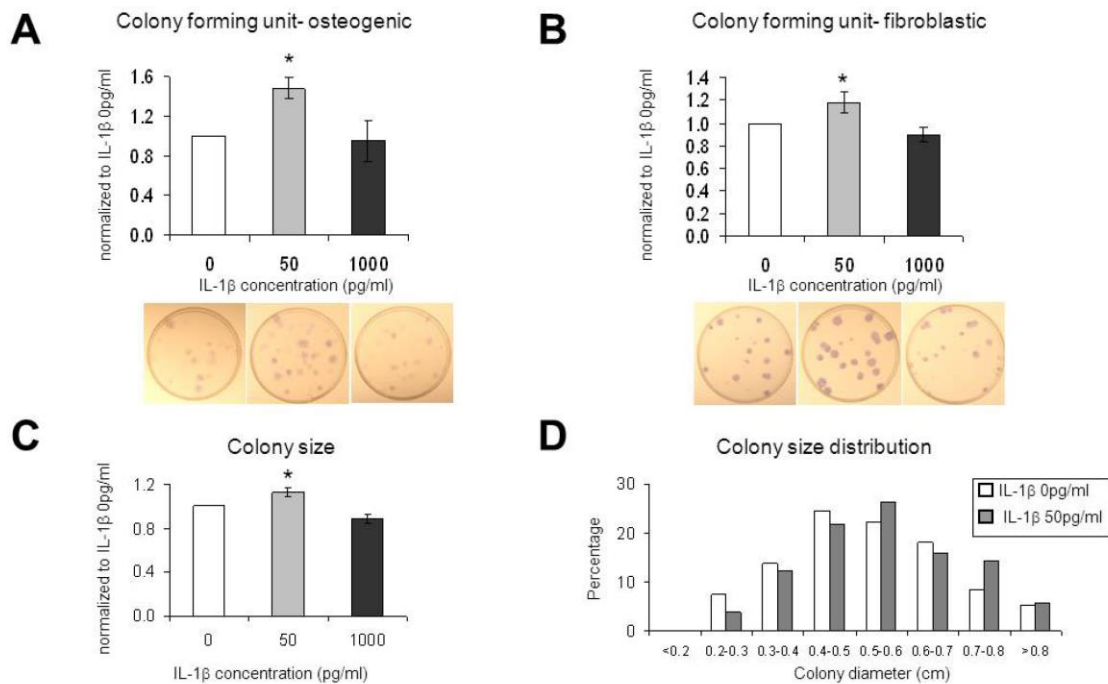 A
Colony forming unit- osteogenic
normalized to IL-1β 0pg/ml
1.6
1.2
0.8
0.4
0.0
*
0 50 1000
IL-1β concentration (pg/ml)
B
Colony forming unit- fibroblastic
normalized to IL-1β 0pg/ml
1.4
1.2
1.0
0.8
0.6
0.4
0.2
0.0
*
0 50 1000
IL-1β concentration (pg/ml)
C
Colony size
normalized to IL-1β 0pg/ml
1.2
0.8
0.4
0.0
*
0 50 1000
IL-1β concentration (pg/ml)
D
Colony size distribution
Percentage
30
20
10
0
IL-1β 0pg/ml
IL-1β 50pg/ml
<0.2 0.2-0.3 0.3-0.4 0.4-0.5 0.5-0.6 0.6-0.7 0.7-0.8 >0.8
Colony diameter (cm)